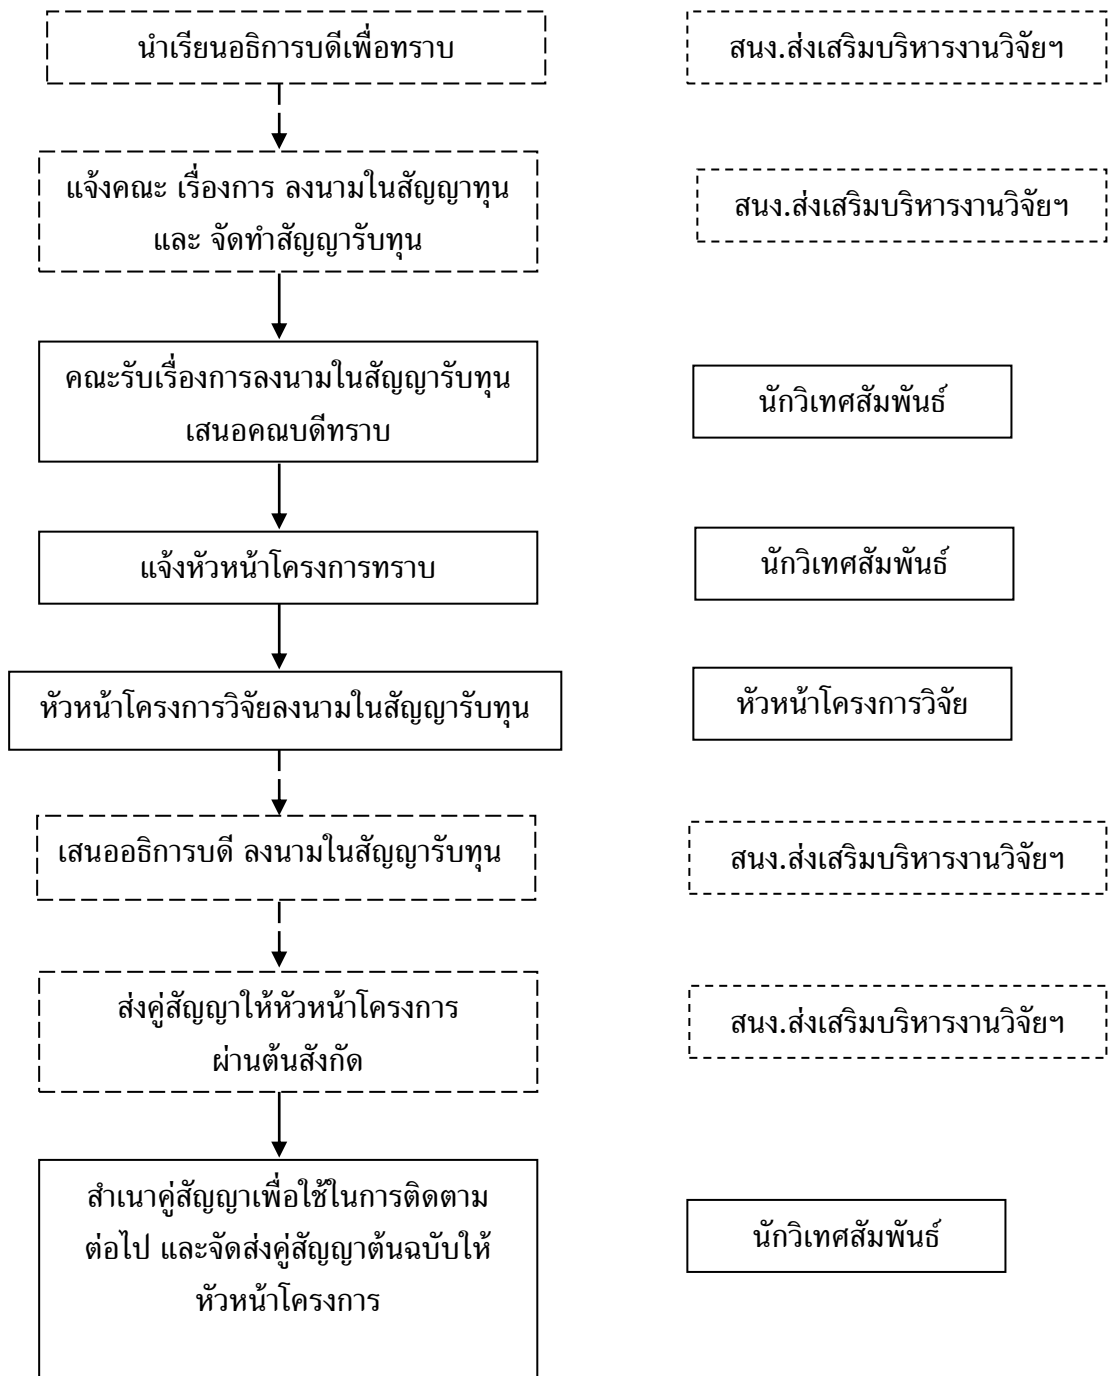 นำเรียนอธิการบดีเพื่อทราบ
สนง.ส่งเสริมบริหารงานวิจัยฯ
แจ้งคณะ เรื่องการ ลงนามในสัญญาทุน
และ จัดทำสัญญารับทุน
สนง.ส่งเสริมบริหารงานวิจัยฯ
คณะรับเรื่องการลงนามในสัญญารับทุน
เสนอคณบดีทราบ
นักวิเทศสัมพันธ์
แจ้งหัวหน้าโครงการทราบ
นักวิเทศสัมพันธ์
หัวหน้าโครงการวิจัยลงนามในสัญญารับทุน
หัวหน้าโครงการวิจัย
เสนออธิการบดี ลงนามในสัญญารับทุน
สนง.ส่งเสริมบริหารงานวิจัยฯ
ส่งคู่สัญญาให้หัวหน้าโครงการ
ผ่านต้นสังกัด
สนง.ส่งเสริมบริหารงานวิจัยฯ
สำเนาคู่สัญญาเพื่อใช้ในการติดตาม
ต่อไป และจัดส่งคู่สัญญาต้นฉบับให้
หัวหน้าโครงการ
นักวิเทศสัมพันธ์